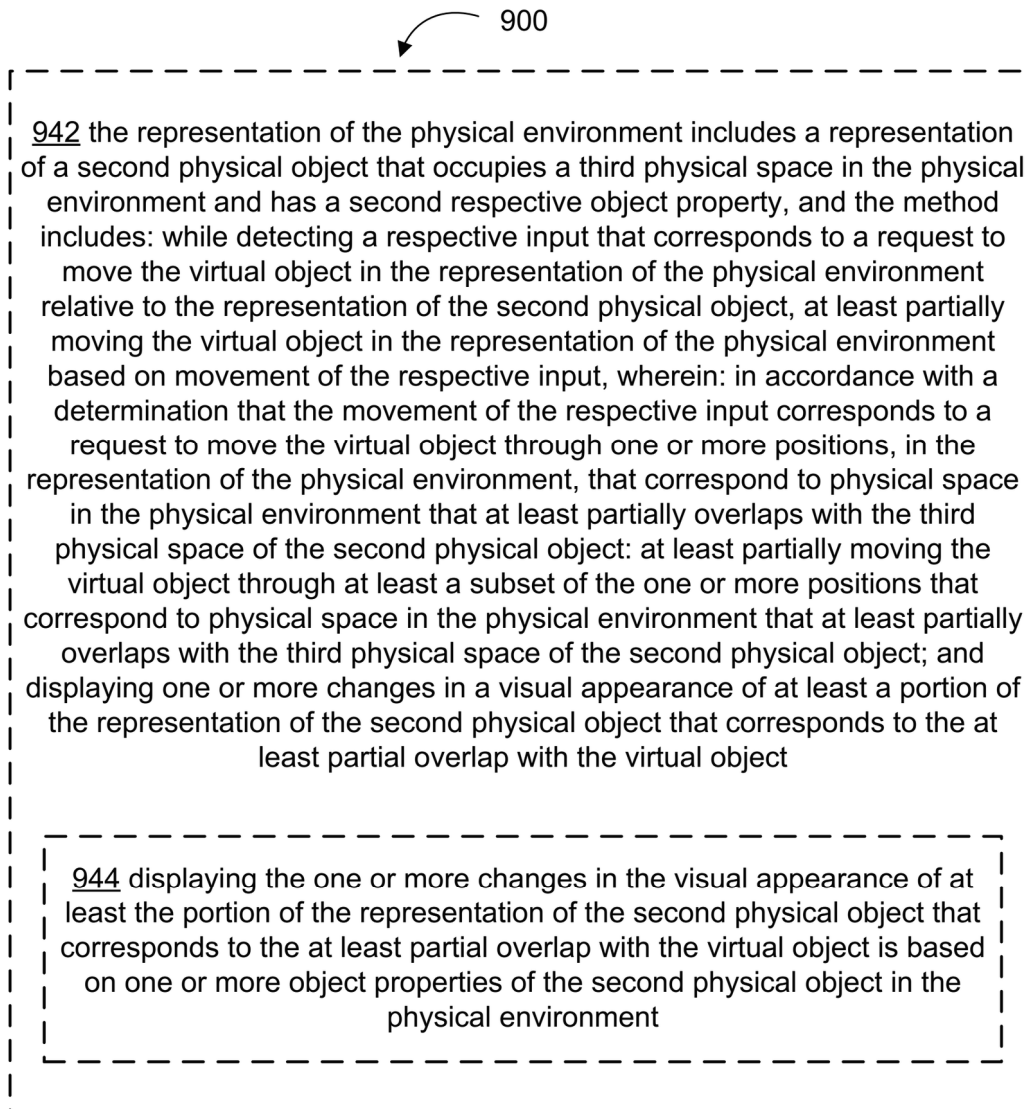 900
942 the representation of the physical environment includes a representation
of a second physical object that occupies a third physical space in the physical
environment and has a second respective object property, and the method
includes: while detecting a respective input that corresponds to a request to
move the virtual object in the representation of the physical environment
relative to the representation of the second physical object, at least partially
moving the virtual object in the representation of the physical environment
based on movement of the respective input, wherein: in accordance with a
determination that the movement of the respective input corresponds to a
request to move the virtual object through one or more positions, in the
representation of the physical environment, that correspond to physical space
in the physical environment that at least partially overlaps with the third
physical space of the second physical object: at least partially moving the
virtual object through at least a subset of the one or more positions that
correspond to physical space in the physical environment that at least partially
overlaps with the third physical space of the second physical object; and
displaying one or more changes in a visual appearance of at least a portion of
the representation of the second physical object that corresponds to the at
least partial overlap with the virtual object
944 displaying the one or more changes in the visual appearance of at
least the portion of the representation of the second physical object that
corresponds to the at least partial overlap with the virtual object is based
on one or more object properties of the second physical object in the
physical environment